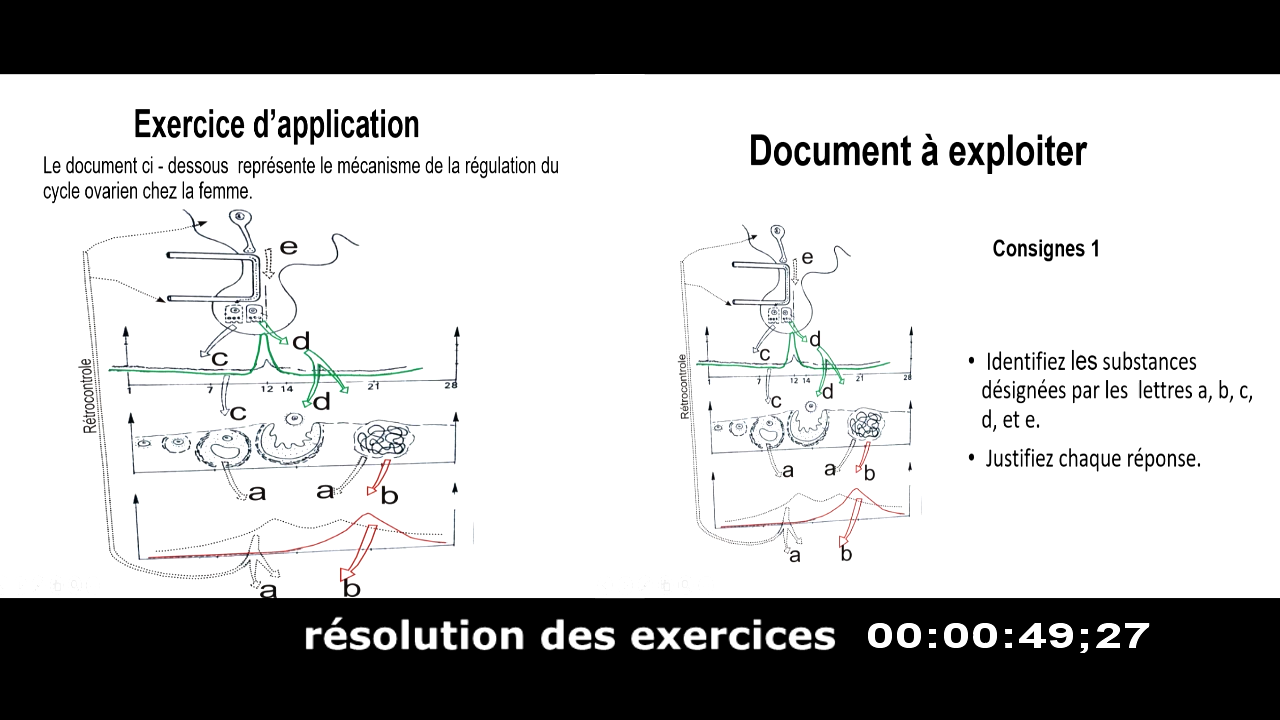 Exercice d'application
Le document ci - dessous représente le mécanisme de la régulation du
cycle ovarien chez la femme.
e
d
c
1
7
12
14
21
28
c
d
Rétrocontrole
a
a
b
a
b
Document à exploiter
Consignes 1
e
d
c
1
7
12
14
21
28
c
d
Rétrocontrole
a
a
b
a
b
• Identifiez les substances
désignées par les lettres a, b, c,
d, et e.
• Justifiez chaque réponse.
résolution des exercices 00:00:49;27